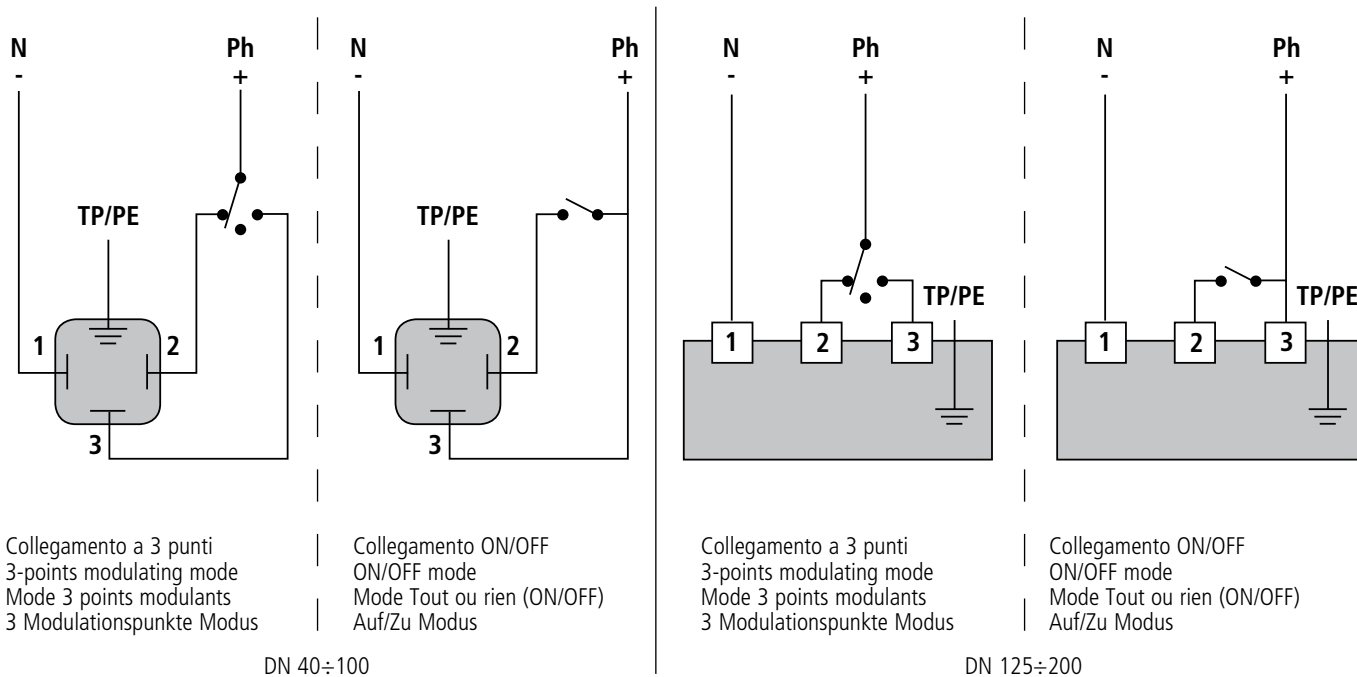 N Ph N Ph N Ph N Ph
- + - + - + - +
TP/PE TP/PE
TP/PE TP/PE
1 2 1 2 1 2 3 1 2 3
3 3
Collegamento a 3 punti
3-points modulating mode
Mode 3 points modulants
3 Modulationspunkte Modus
Collegamento ON/OFF
ON/OFF mode
Mode Tout ou rien (ON/OFF)
Auf/Zu Modus
DN 40÷100
Collegamento a 3 punti
3-points modulating mode
Mode 3 points modulants
3 Modulationspunkte Modus
Collegamento ON/OFF
ON/OFF mode
Mode Tout ou rien (ON/OFF)
Auf/Zu Modus
DN 125÷200